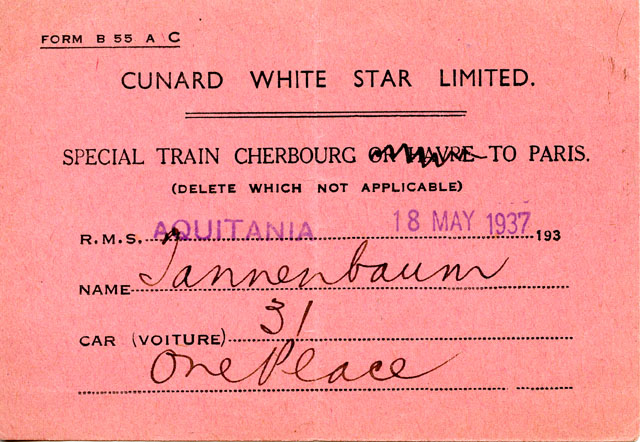 FORM B 55 A / C
CUNARD WHITE STAR LIMITED.
SPECIAL TRAIN CHERBOURG OR HAVRE TO PARIS.
(DELETE WHICH NOT APPLICABLE)
R.M.S. AQUITANIA 18 MAY 1937 193
NAME Tannenbaum
CAR (VOITURE) 31
One Place